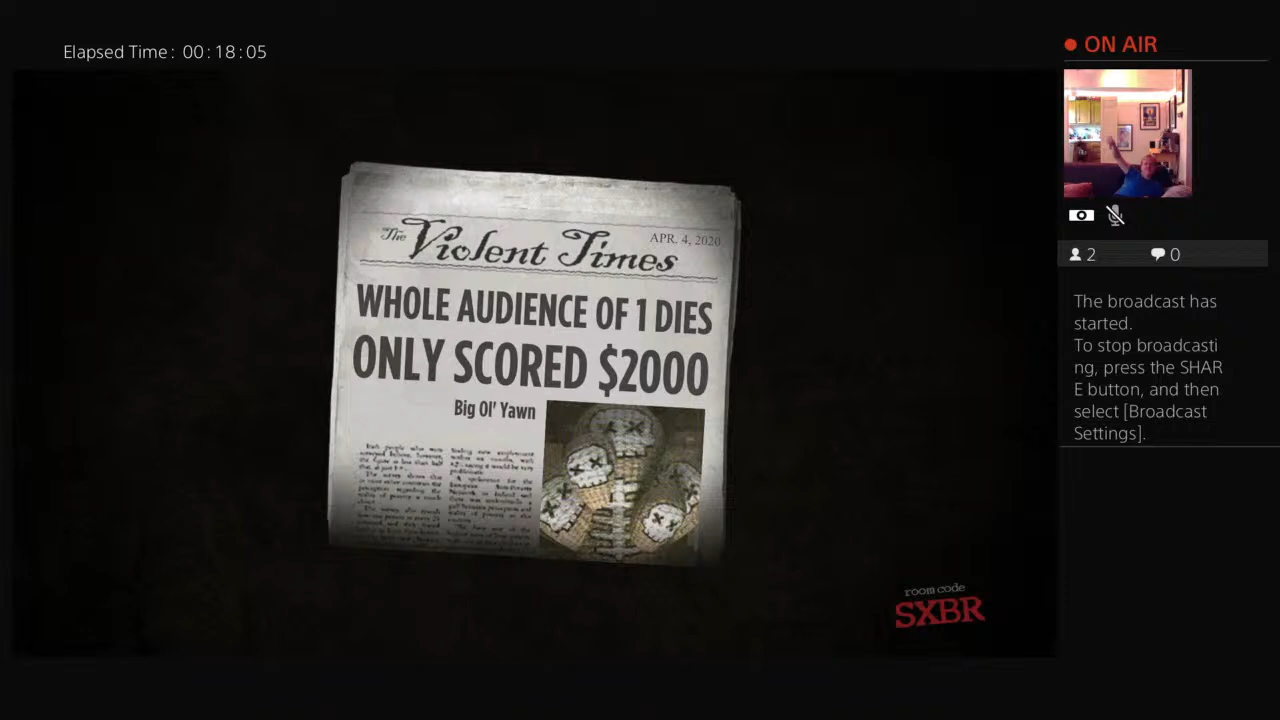 Elapsed Time: 00:18:05
ON AIR
The Violent Times
APR. 4, 2020
WHOLE AUDIENCE OF 1 DIES
ONLY SCORED $2000
Big Ol' Yawn
2
0
The broadcast has
started.
To stop broadcasti
ng, press the SHAR
E button, and then
select [Broadcast
Settings].
room code
SXBR